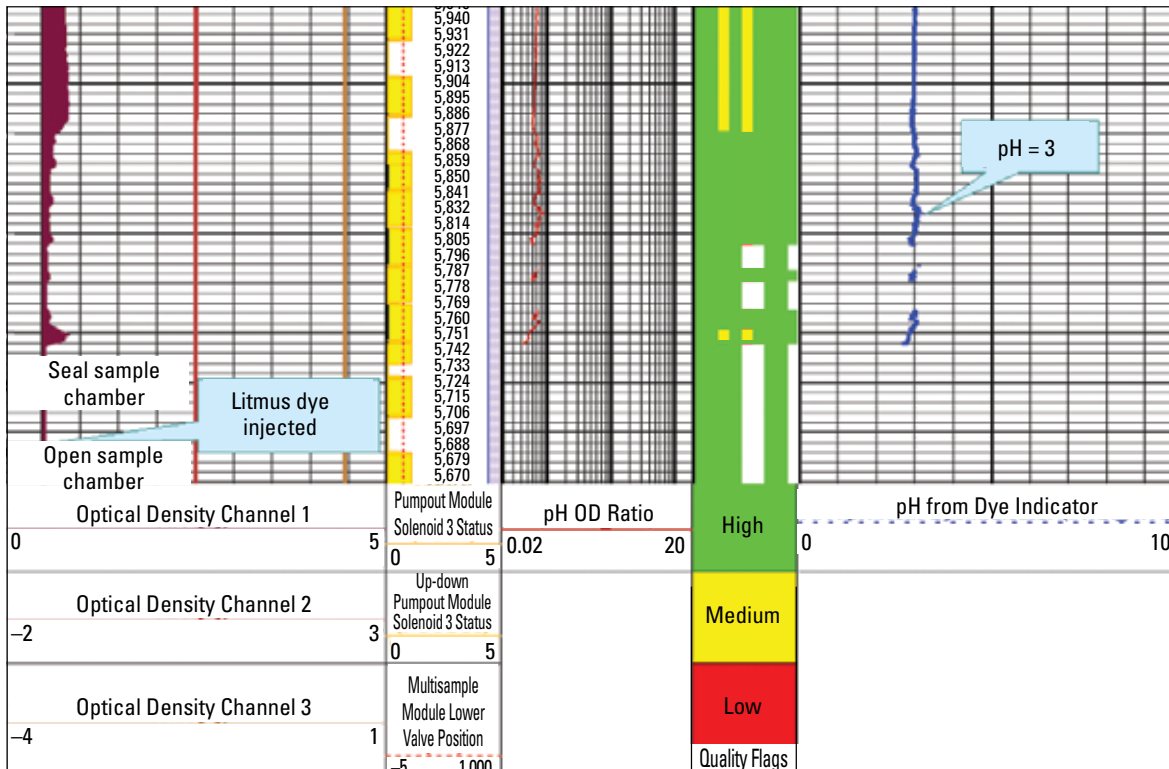 5,940
5,931
5,922
5,913
5,904
5,895
5,886
5,877
5,868
5,859
5,850
5,841
5,832
5,814
5,805
5,796
5,787
5,778
5,769
5,760
5,751
5,742
5,733
5,724
5,715
5,706
5,697
5,688
5,679
5,670
pH = 3
Seal sample
chamber
Litmus dye
injected
Open sample
chamber
Optical Density Channel 1
0 5
Optical Density Channel 2
–2 3
Optical Density Channel 3
–4 1
Pumpout Module
Solenoid 3 Status
0 5
Up-down
Pumpout Module
Solenoid 3 Status
0 5
Multisample
Module Lower
Valve Position
–5 1,000
pH OD Ratio
0.02 20
High
Medium
Low
Quality Flags
pH from Dye Indicator
0 10